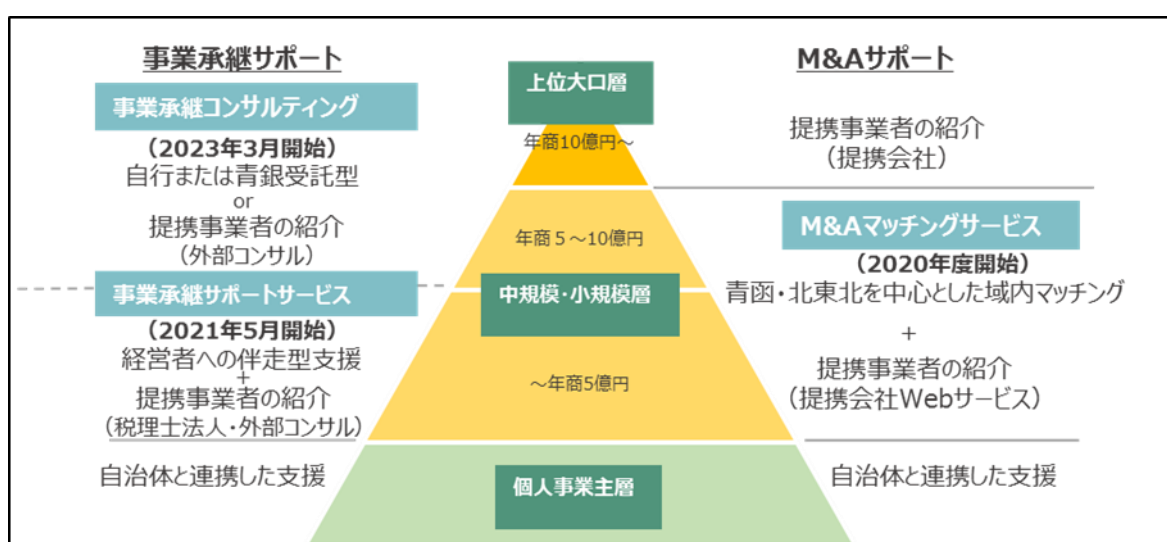 事業承継サポート
事業承継コンサルティング
（2023年3月開始）
自行または青銀受託型
or
提携事業者の紹介
（外部コンサル）
事業承継サポートサービス
（2021年5月開始）
経営者への伴走型支援
+
提携事業者の紹介
（税理士法人・外部コンサル）
自治体と連携した支援
上位大口層
年商10億円～
年商５～10億円
中規模・小規模層
～年商5億円
個人事業主層
M&Aサポート
提携事業者の紹介
（提携会社）
M&Aマッチングサービス
（2020年度開始）
青函・北東北を中心とした域内マッチング
+
提携事業者の紹介
（提携会社Webサービス）
自治体と連携した支援